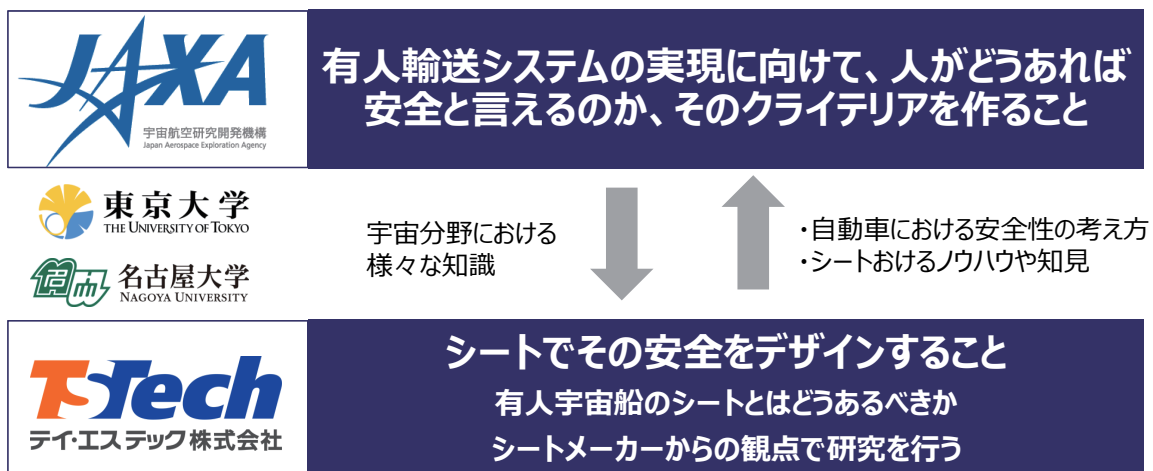 JAXA
宇宙航空研究開発機構
Japan Aerospace Exploration Agency
有人輸送システムの実現に向けて、人がどうあれば
安全と言えるのか、そのクライテリアを作ること
東京大学
THE UNIVERSITY OF TOKYO
名古屋大学
NAGOYA UNIVERSITY
宇宙分野における
様々な知識
・自動車における安全性の考え方
・シートおけるノウハウや知見
TS Tech
テイ・エス テック株式会社
シートでその安全をデザインすること
有人宇宙船のシートとはどうあるべきか
シートメーカーからの観点で研究を行う